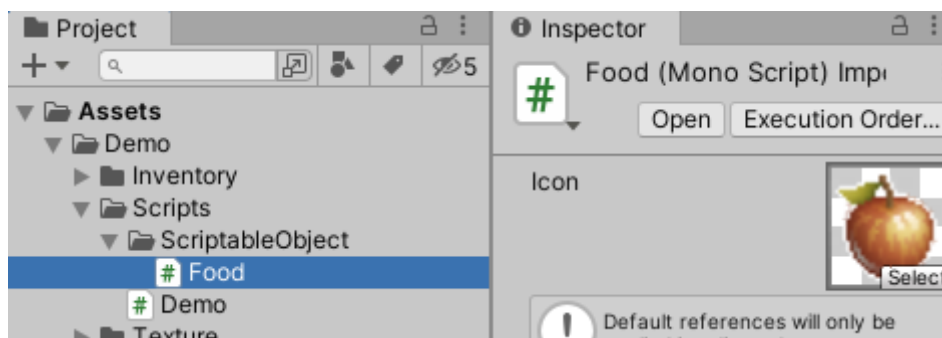 Project
5
Assets
Demo
Inventory
Scripts
ScriptableObject
# Food
# Demo
Texture
Inspector
# Food (Mono Script) Imp
Open Execution Order...
Icon
Select
Default references will only be